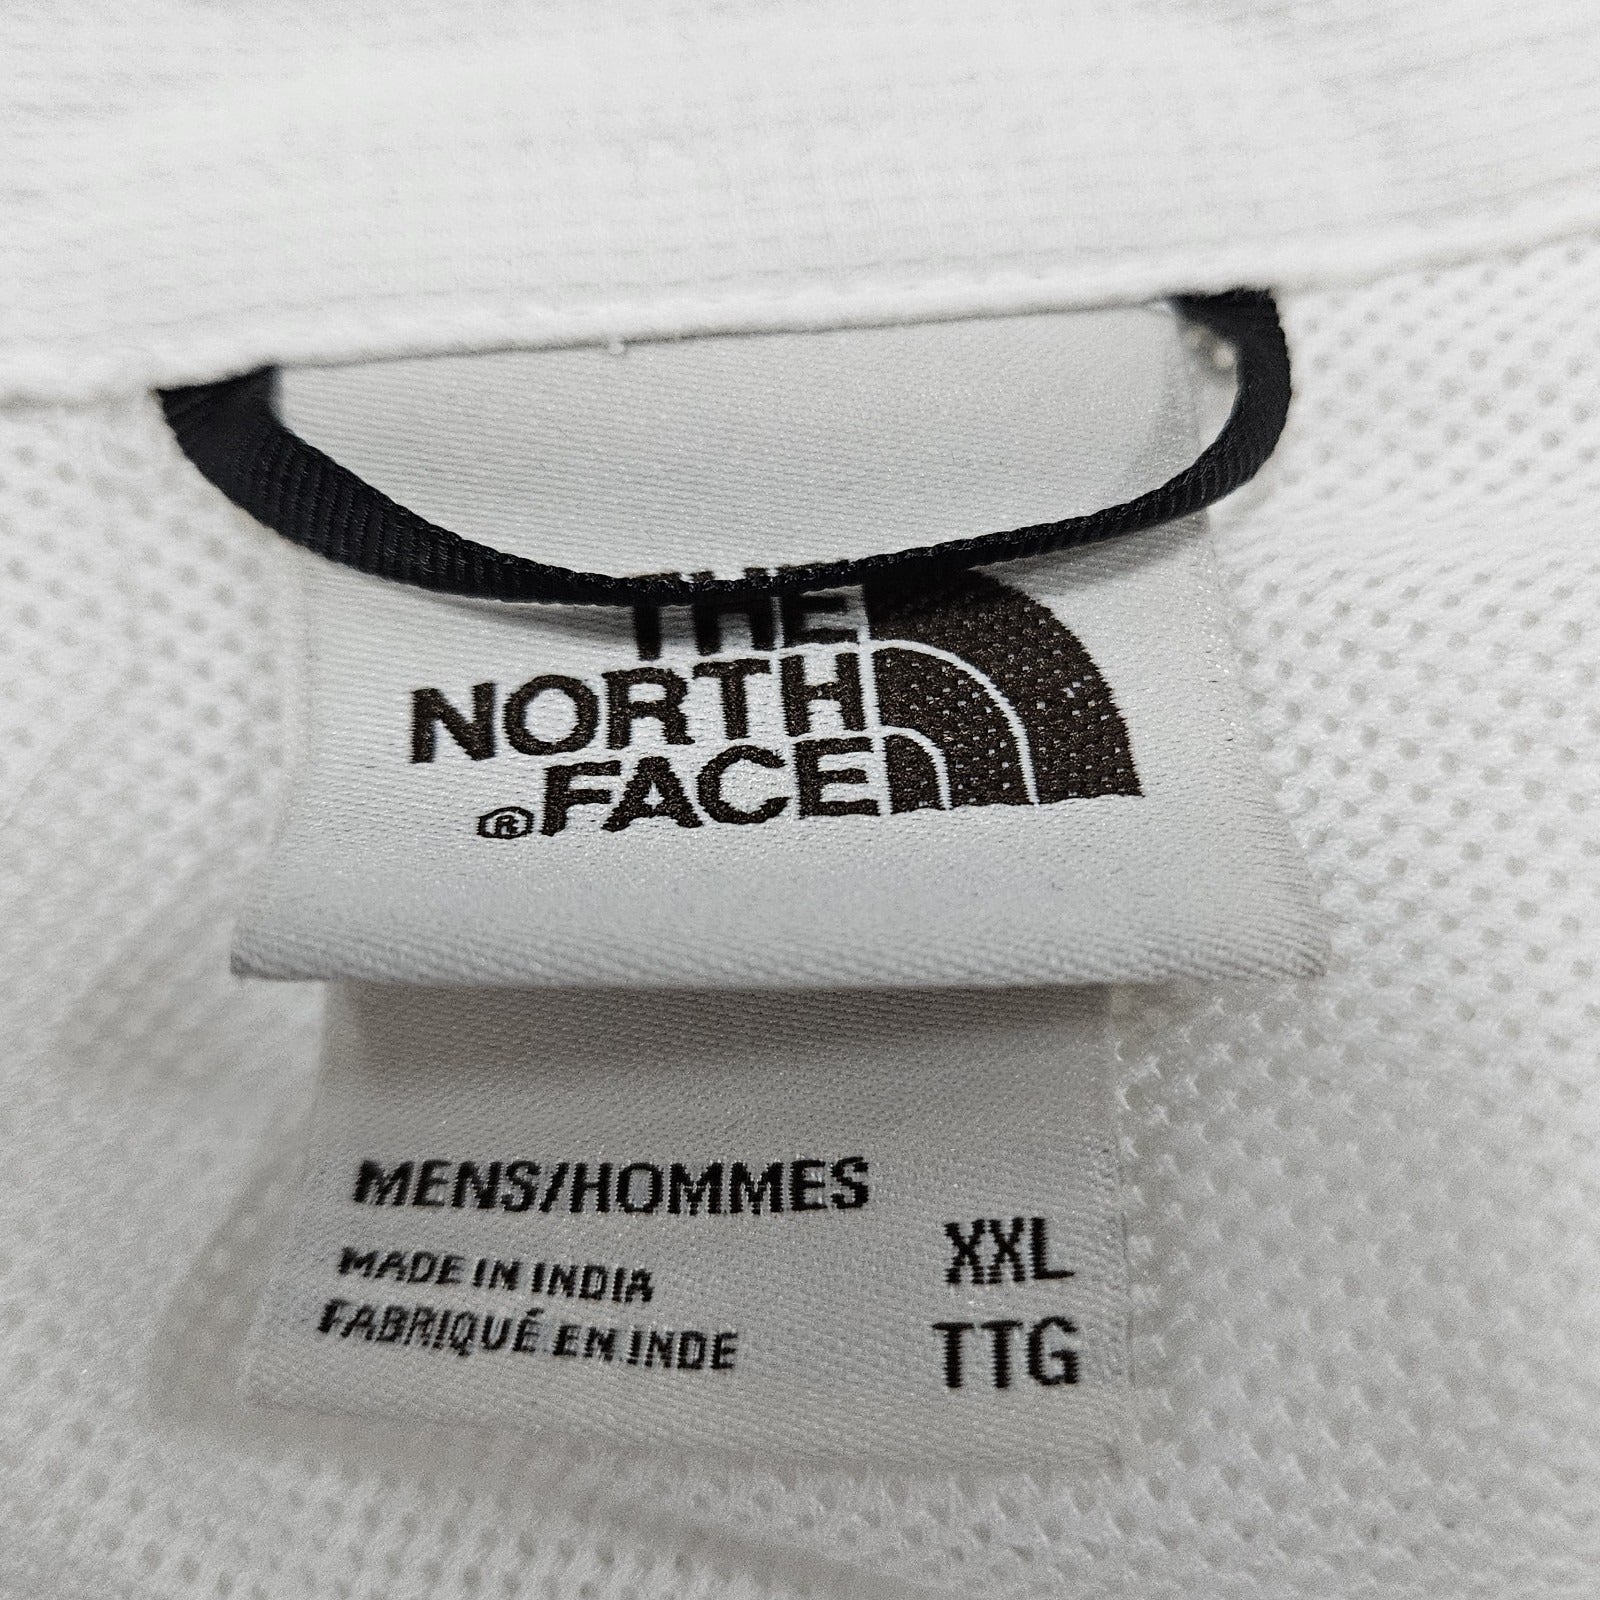 THE
NORTH
® FACE
MENS/HOMMES
MADE IN INDIA
FABRIQUÉ EN INDE
XXL
TTG